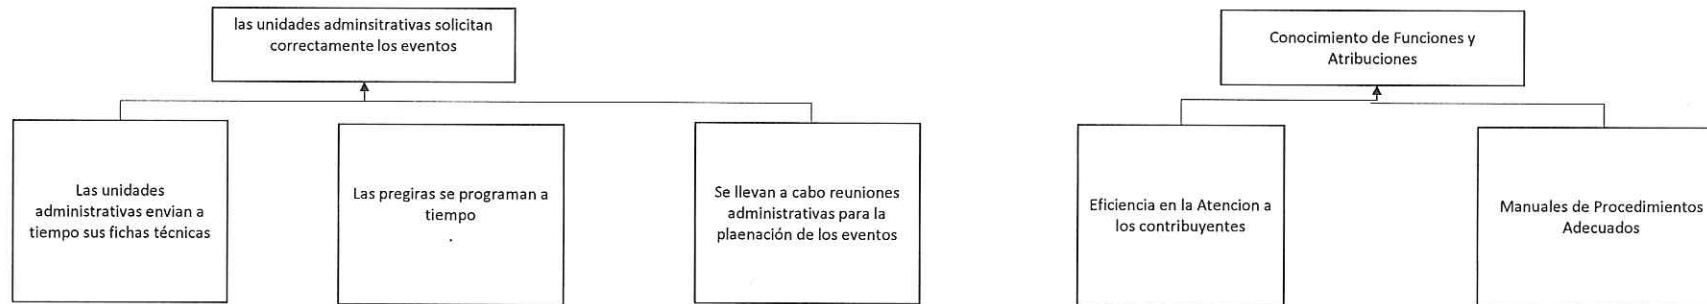 las unidades adminsitrativas solicitan
correctamente los eventos
Conocimiento de Funciones y
Atribuciones
Las unidades
administrativas envian a
tiempo sus fichas técnicas
Las pregiras se programan a
tiempo
.
Se llevan a cabo reuniones
administrativas para la
plaenación de los eventos
Eficiencia en la Atencion a
los contribuyentes
Manuales de Procedimientos
Adecuados